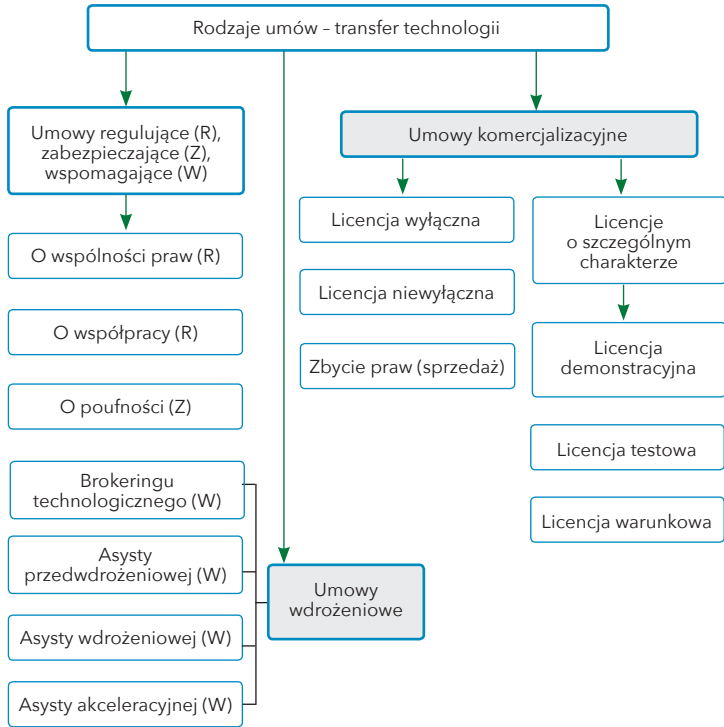 Rodzaje umów – transfer technologii
Umowy regulujące (R),
zabezpieczające (Z),
wspomagające (W)
O wspólności praw (R)
O współpracy (R)
O poufności (Z)
Brokeringu
technologicznego (W)
Asysty
przedwdrożeniowej (W)
Asysty wdrożeniowej (W)
Asysty akceleracyjnej (W)
Umowy
wdrożeniowe
Umowy komercjalizacyjne
Licencja wyłączna
Licencja niewyłączna
Zbycie praw (sprzedaż)
Licencje
o szczególnym
charakterze
Licencja
demonstracyjna
Licencja testowa
Licencja warunkowa